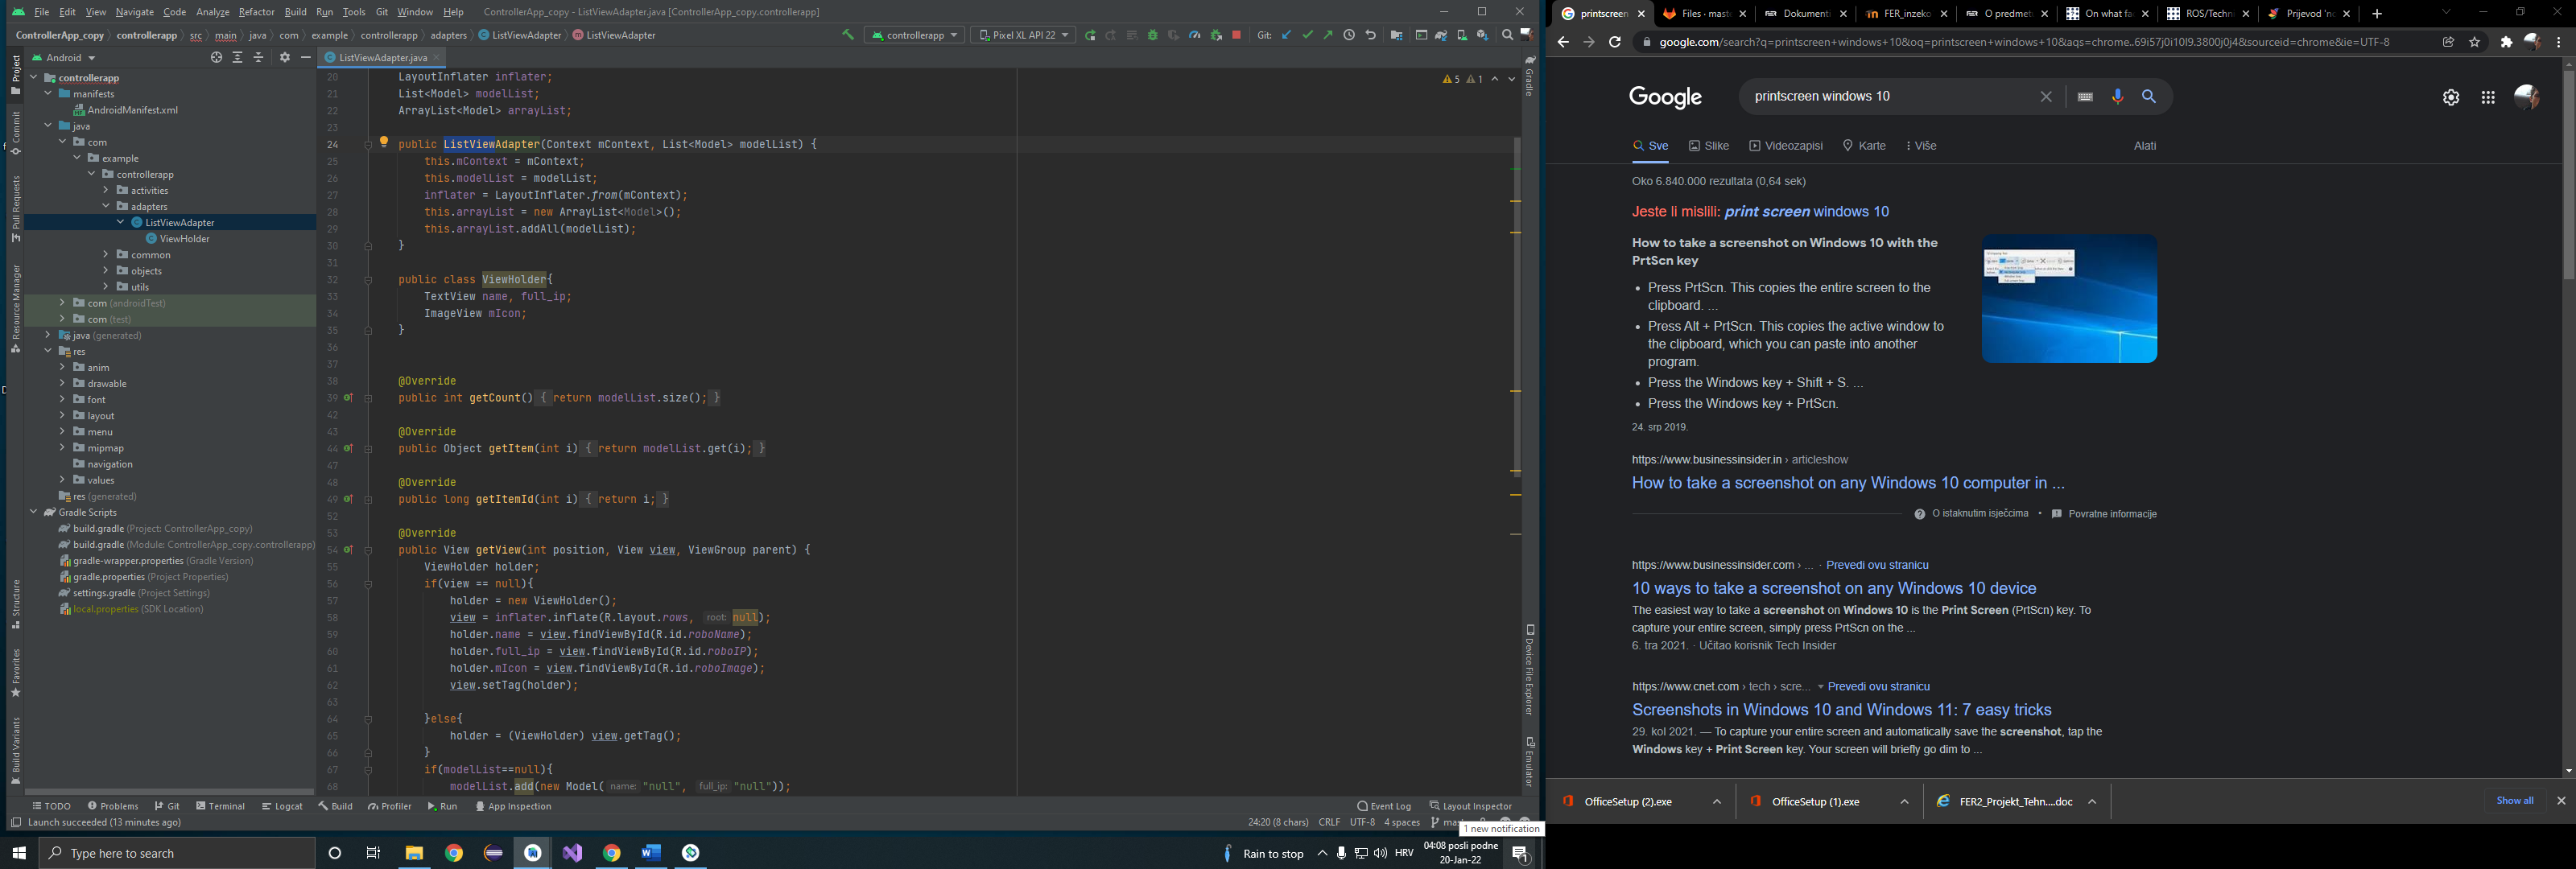 File Edit View Navigate Code Analyze Refactor Build Run Tools Git Window Help ControllerApp_copy - ListViewAdapter.java [ControllerApp_copy.controllerapp]
ControllerApp_copy controllerapp src main java com example controllerapp adapters ListViewAdapter ListViewAdapter controllerapp Pixel XL API 22 Git:
Project
Commit
Pull Requests
Resource Manager
Structure
Favorites
Build Variants
Android
controllerapp
manifests
AndroidManifest.xml
java
com
example
controllerapp
activities
adapters
ListViewAdapter
ViewHolder
common
objects
utils
com (androidTest)
com (test)
java (generated)
res
anim
drawable
font
layout
menu
mipmap
navigation
values
res (generated)
Gradle Scripts
build.gradle (Project: ControllerApp_copy)
build.gradle (Module: ControllerApp_copy.controllerapp)
gradle-wrapper.properties (Gradle Version)
gradle.properties (Project Properties)
settings.gradle (Project Settings)
local.properties (SDK Location)
ListViewAdapter.java
5 1
20 LayoutInflater inflater;
21 List<Model> modelList;
22 ArrayList<Model> arrayList;
23
24 public ListViewAdapter(Context mContext, List<Model> modelList) {
25 this.mContext = mContext;
26 this.modelList = modelList;
27 inflater = LayoutInflater.from(mContext);
28 this.arrayList = new ArrayList<Model>();
29 this.arrayList.addAll(modelList);
30 }
31
32 public class ViewHolder{
33 TextView name, full_ip;
34 ImageView mIcon;
35 }
36
37
38 @Override
39 public int getCount() { return modelList.size(); }
42
43 @Override
44 public Object getItem(int i) { return modelList.get(i); }
47
48 @Override
49 public long getItemId(int i) { return i; }
52
53 @Override
54 public View getView(int position, View view, ViewGroup parent) {
55 ViewHolder holder;
56 if(view == null){
57 holder = new ViewHolder();
58 view = inflater.inflate(R.layout.rows, root: null);
59 holder.name = view.findViewById(R.id.roboName);
60 holder.full_ip = view.findViewById(R.id.roboIP);
61 holder.mIcon = view.findViewById(R.id.roboImage);
62 view.setTag(holder);
63
64 }else{
65 holder = (ViewHolder) view.getTag();
66 }
67 if(modelList==null){
68 modelList.add(new Model( name: "null", full_ip: "null"));
Gradle
Device File Explorer
Emulator
TODO Problems Git Terminal Logcat Build Profiler Run App Inspection Event Log Layout Inspector
Launch succeeded (13 minutes ago) 24:20 (8 chars) CRLF UTF-8 4 spaces
1 new notification
Type here to search Rain to stop HRV 04:08 posli podne
20-Jan-22
1
printscreen Files · mast Dokumenti FER_inzeko O predmet On what fa ROS/Techn Prijevod 'no
google.com/search?q=printscreen+windows+10&oq=printscreen+windows+10&aqs=chrome..69i57j0i10l9.3800j0j4&sourceid=chrome&ie=UTF-8
Google printscreen windows 10
Sve Slike Videozapisi Karte Više Alati
Oko 6.840.000 rezultata (0,64 sek)
Jeste li mislili: print screen windows 10
How to take a screenshot on Windows 10 with the
PrtScn key
• Press PrtScn. This copies the entire screen to the
clipboard. ...
• Press Alt + PrtScn. This copies the active window to
the clipboard, which you can paste into another
program.
• Press the Windows key + Shift + S. ...
• Press the Windows key + PrtScn.
24. srp 2019.
https://www.businessinsider.in › articleshow
How to take a screenshot on any Windows 10 computer in ...
O istaknutim isječcima • Povratne informacije
https://www.businessinsider.com › ... · Prevedi ovu stranicu
10 ways to take a screenshot on any Windows 10 device
The easiest way to take a screenshot on Windows 10 is the Print Screen (PrtScn) key. To
capture your entire screen, simply press PrtScn on the ...
6. tra 2021. · Učitao korisnik Tech Insider
https://www.cnet.com › tech › scre... Prevedi ovu stranicu
Screenshots in Windows 10 and Windows 11: 7 easy tricks
29. kol 2021. — To capture your entire screen and automatically save the screenshot, tap the
Windows key + Print Screen key. Your screen will briefly go dim to ...
OfficeSetup (2).exe OfficeSetup (1).exe FER2_Projekt_Tehn....doc Show all